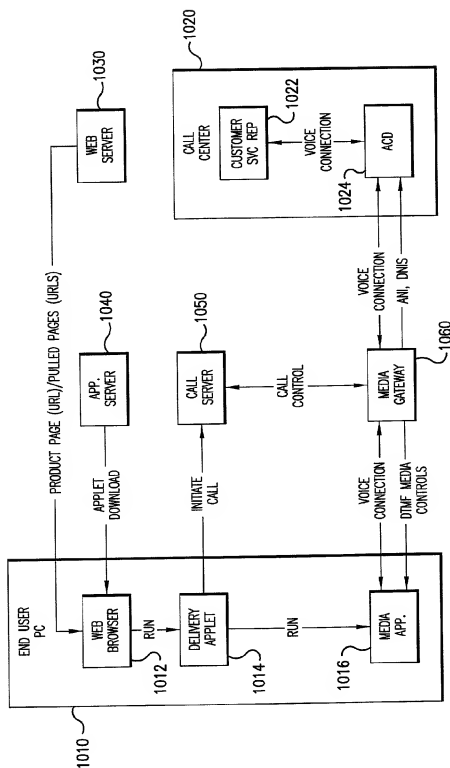 1010
END USER
PC
WEB
BROWSER
1012
RUN
DELIVERY
APPLET
1014
RUN
MEDIA
APP.
1016
PRODUCT PAGE (URL)/PULLED PAGES (URLS)
WEB
SERVER
1030
APPLET
DOWNLOAD
APP.
SERVER
1040
INITIATE
CALL
CALL
SERVER
1050
CALL
CONTROL
VOICE
CONNECTION
DTMF MEDIA
CONTROLS
MEDIA
GATEWAY
1060
VOICE
CONNECTION
ANI, DNIS
1020
CALL
CENTER
CUSTOMER
SVC REP
1022
VOICE
CONNECTION
1024
ACD